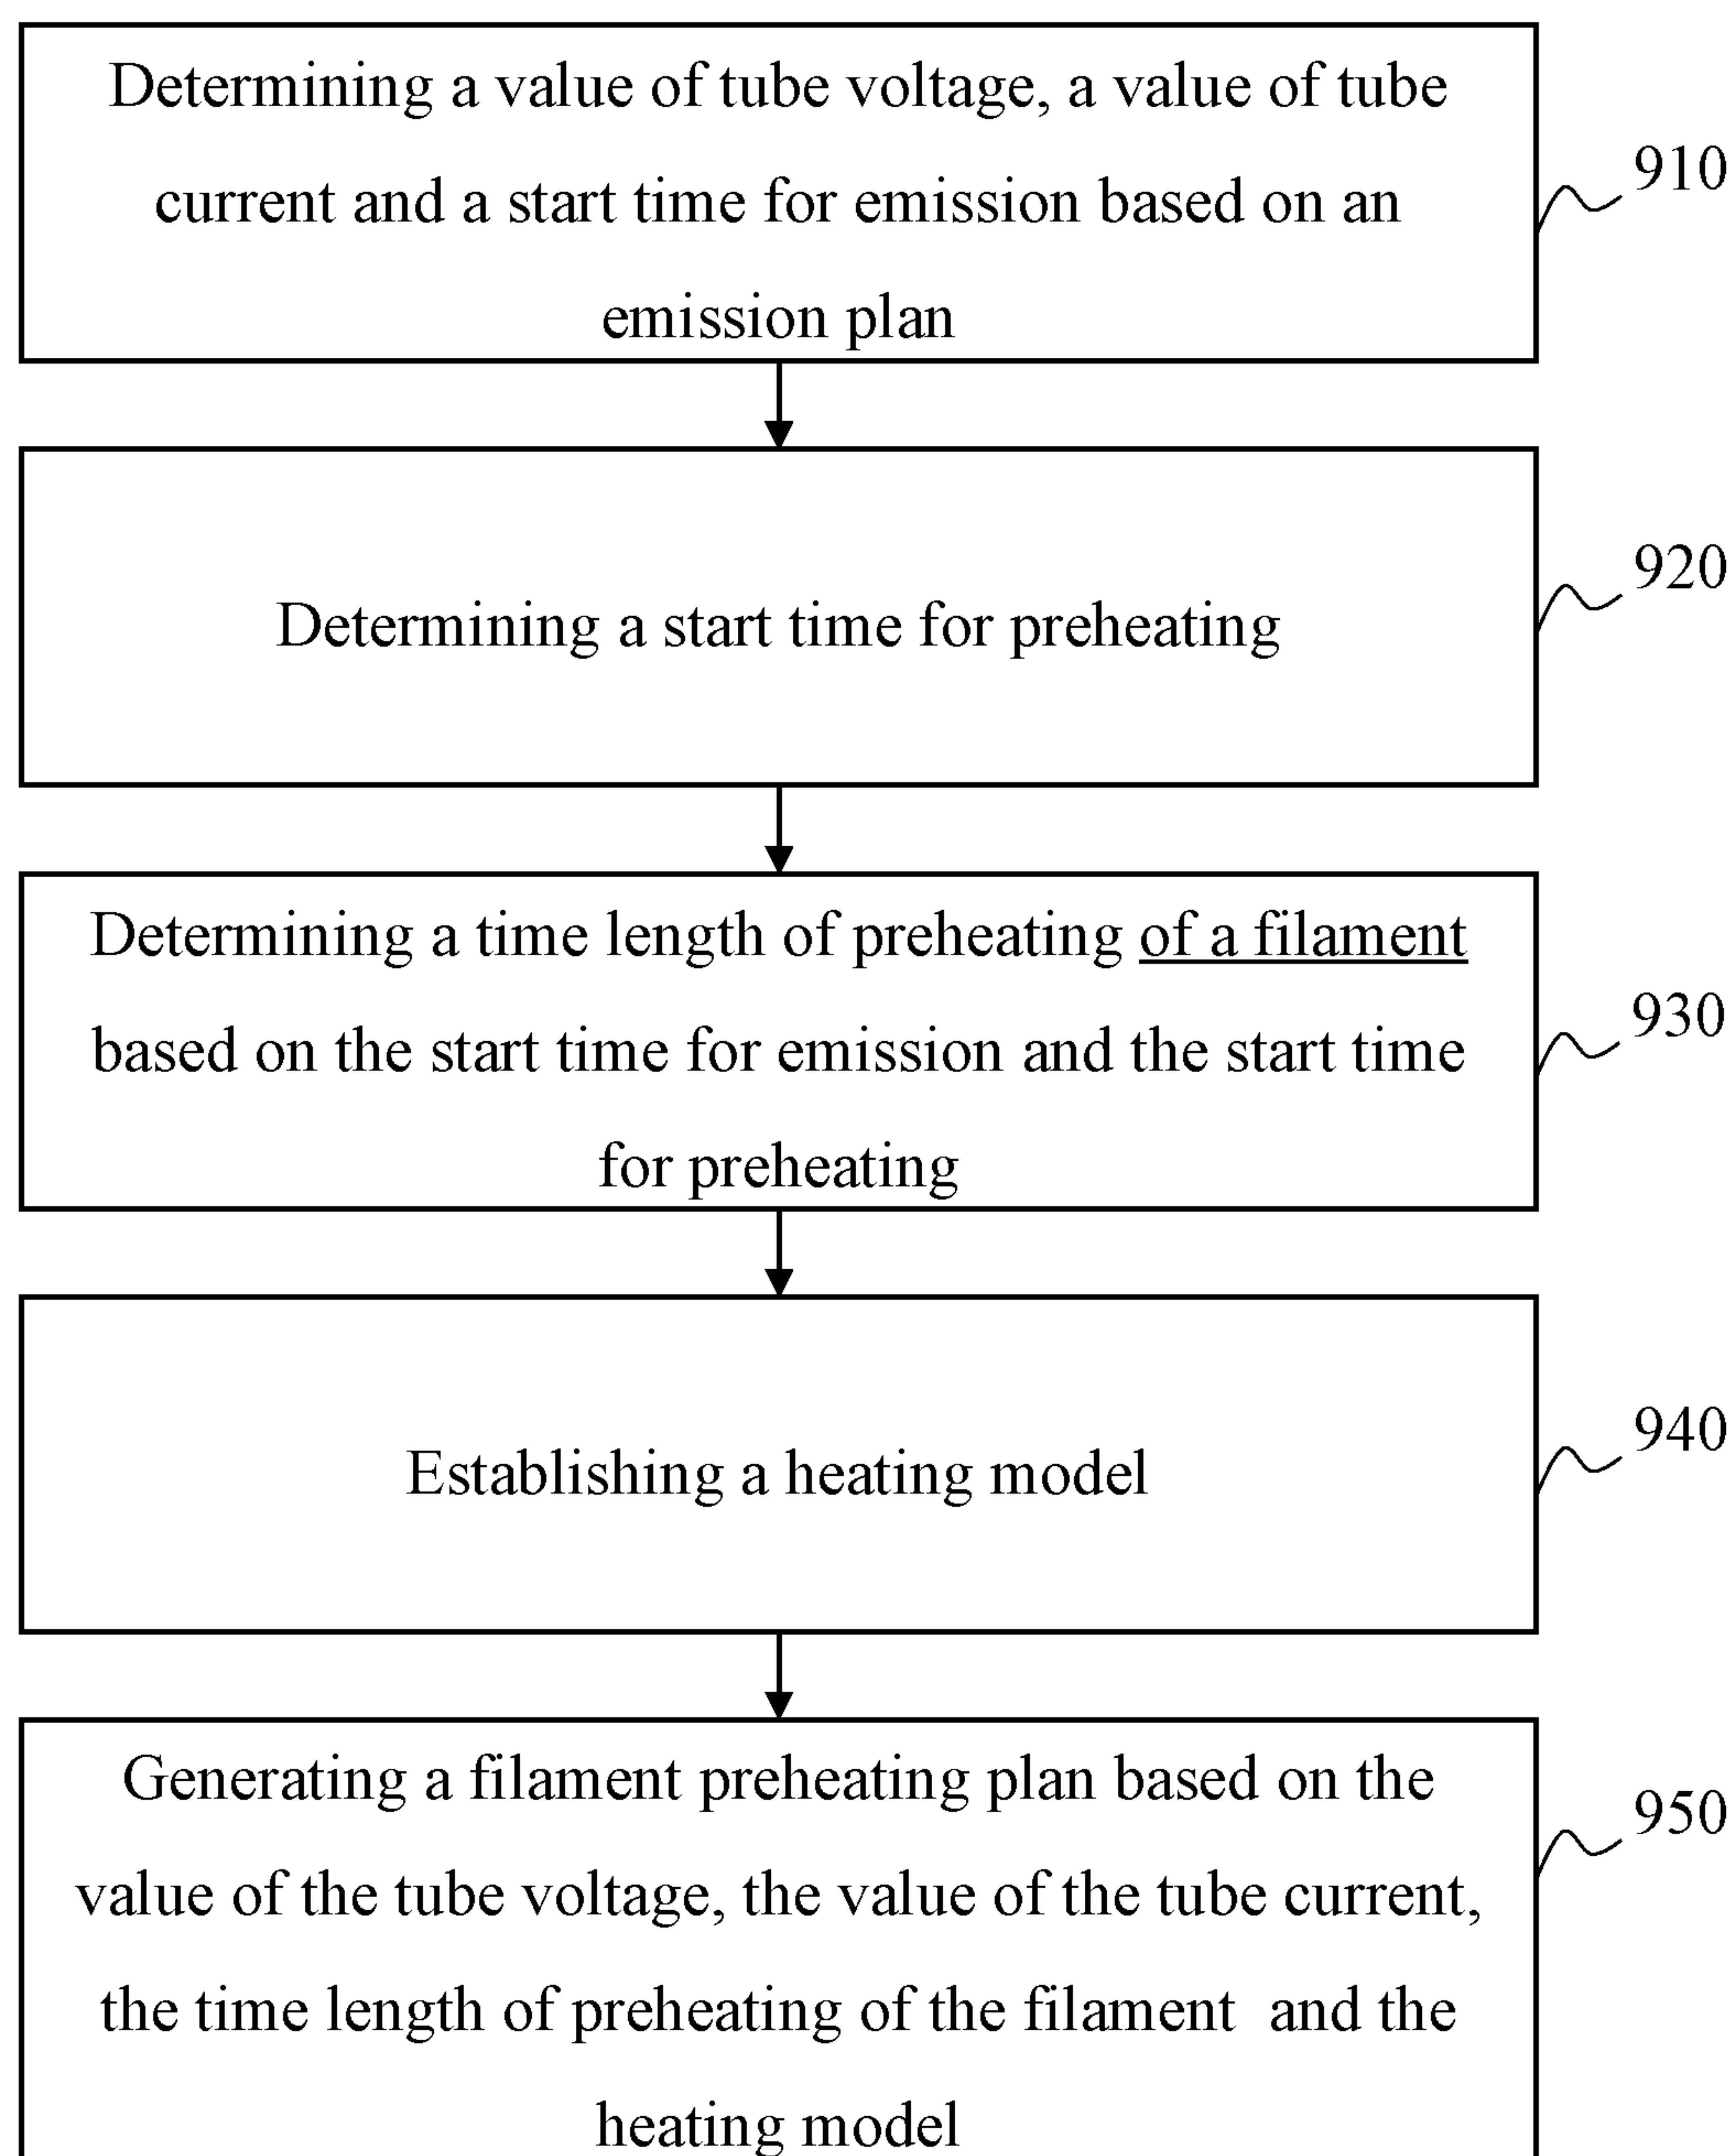 Determining a value of tube voltage, a value of tube
current and a start time for emission based on an
emission plan
910
Determining a start time for preheating
920
Determining a time length of preheating of a filament
based on the start time for emission and the start time
for preheating
930
Establishing a heating model
940
Generating a filament preheating plan based on the
value of the tube voltage, the value of the tube current,
the time length of preheating of the filament and the
heating model
950